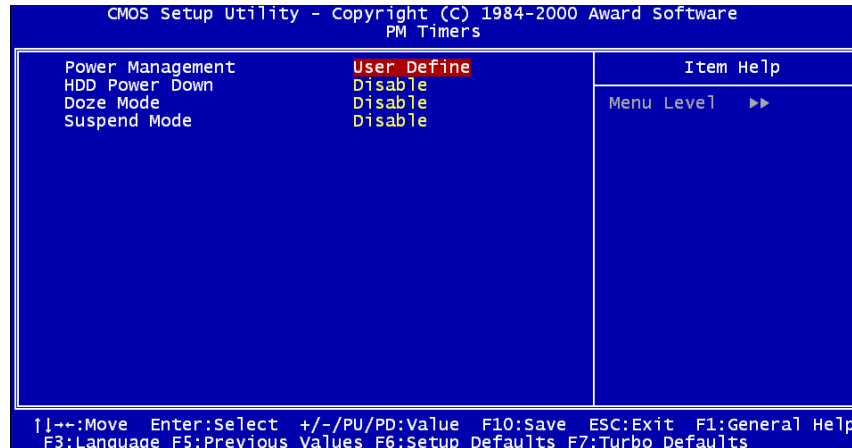 CMOS Setup Utility - Copyright (C) 1984-2000 Award Software
PM Timers
Power Management User Define
HDD Power Down Disable
Doze Mode Disable
Suspend Mode Disable
Item Help
Menu Level ▶▶
↑↓→←:Move Enter:Select +/-/PU/PD:Value F10:Save ESC:Exit F1:General Help
F3:Language F5:Previous Values F6:Setup Defaults F7:Turbo Defaults